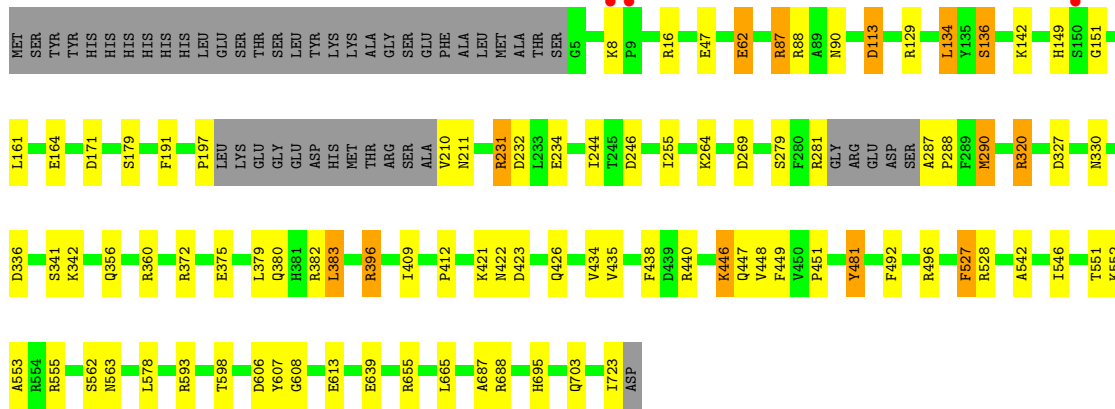 MET SER TYR TYR HIS HIS HIS HIS HIS HIS LEU GLU SER THR SER LEU TYR LYS LYS ALA GLY SER GLU PHE ALA LEU MET ALA THR SER G5 K8 P9 R16 E47 E62 R87 R88 A89 N90 D113 R129 L134 Y135 S136 K142 H149 S150 G151
L161 E164 D171 S179 F191 P197 LEU LYS GLU GLY GLU ASP HIS MET THR ARG SER ALA V210 N211 R231 D232 L233 E234 I244 T245 D246 I255 K264 D269 S279 F280 R281 GLY ARG GLU ASP SER A287 P288 F289 M290 R320 D327 N330
D336 S341 K342 Q356 R360 R372 E375 L379 Q380 H381 R382 L383 R396 I409 P412 K421 N422 D423 Q426 V434 V435 F438 D439 R440 K446 Q447 V448 F449 V450 P451 Y481 F492 R496 F527 R528 A542 I546 T551 K552
A553 R554 R555 S562 N563 L578 R593 T598 D606 Y607 G608 E613 E639 R655 L665 A687 R688 H695 Q703 I723 ASP